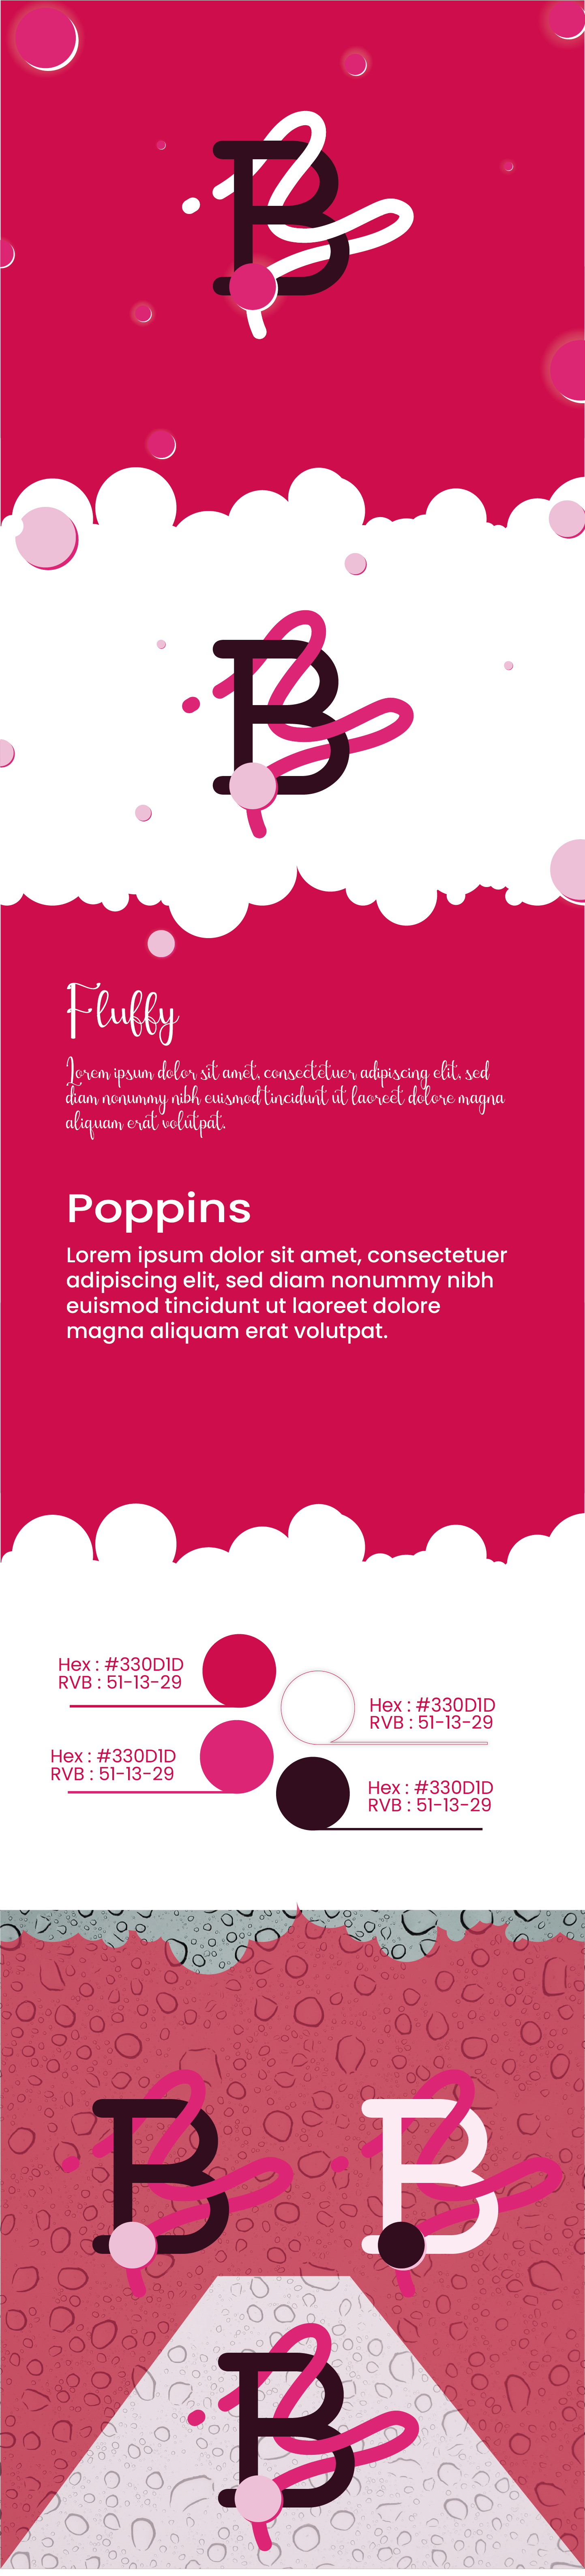 B
B
Fluffy
Lorem ipsum dolor sit amet, consectetuer adipiscing elit, sed
diam nonummy nibh euismod tincidunt ut laoreet dolore magna
aliquam erat volutpat.
Poppins
Lorem ipsum dolor sit amet, consectetuer
adipiscing elit, sed diam nonummy nibh
euismod tincidunt ut laoreet dolore
magna aliquam erat volutpat.
Hex : #330D1D
RVB : 51-13-29
Hex : #330D1D
RVB : 51-13-29
Hex : #330D1D
RVB : 51-13-29
Hex : #330D1D
RVB : 51-13-29
B
B
B